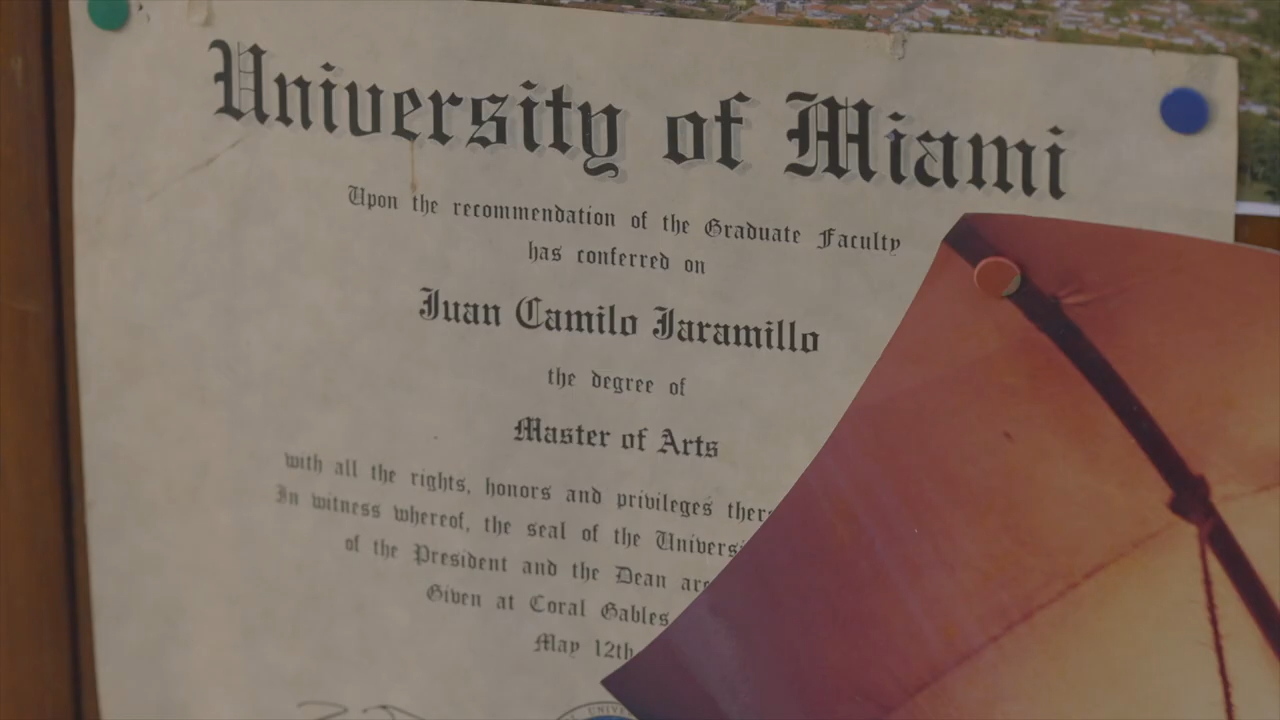 University of Miami
Upon the recommendation of the Graduate Faculty
has conferred on
Juan Camilo Jaramillo
the degree of
Master of Arts
with all the rights, honors and privileges
In witness whereof, the seal of the
of the President and the Dean
Given at Coral Gables
May 12th